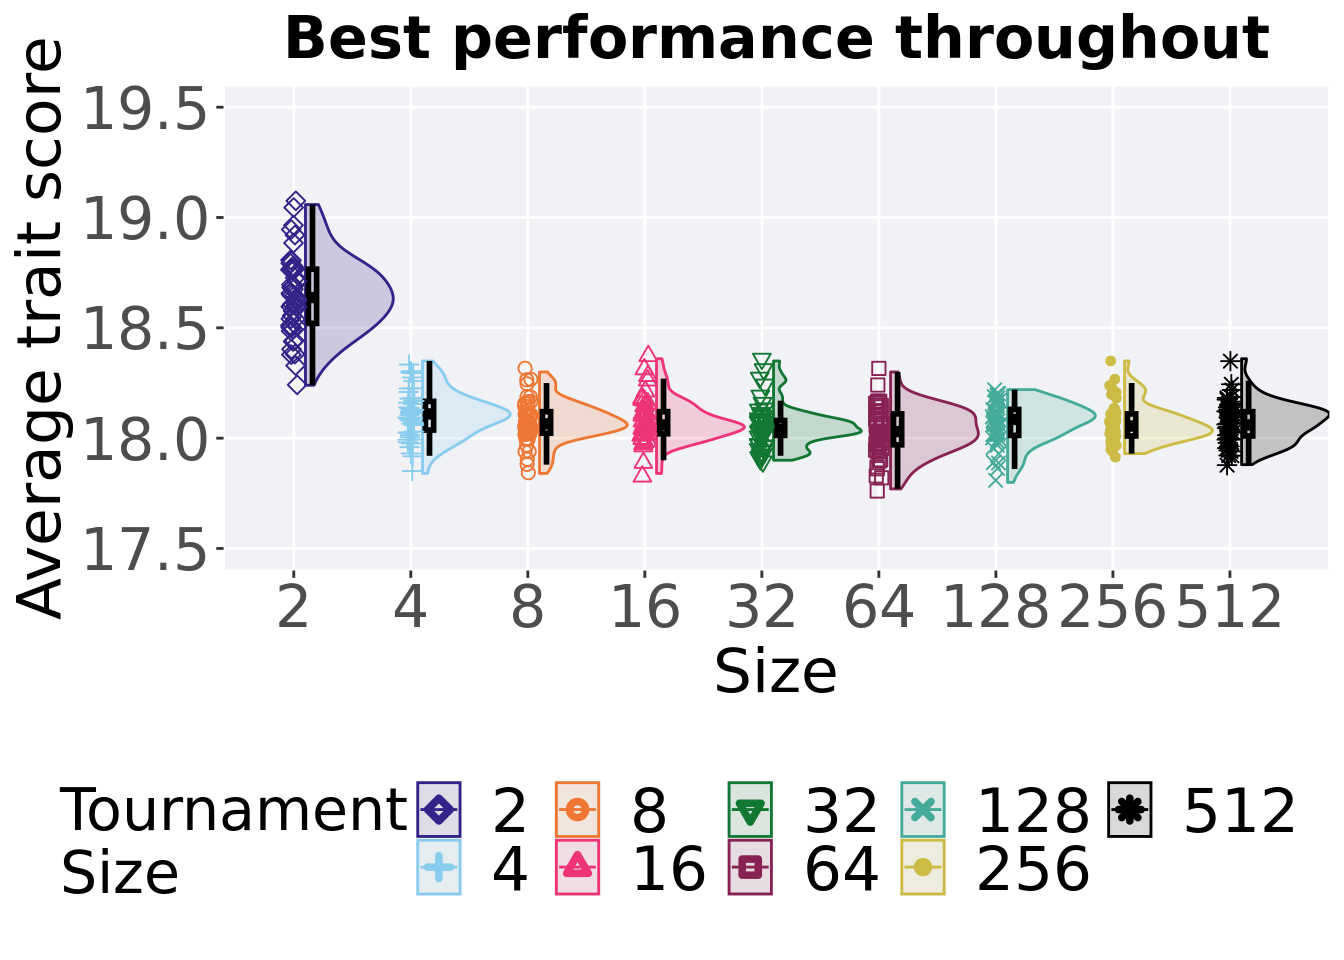 Best performance throughout
Average trait score
19.5
19.0
18.5
18.0
17.5
2 4 8 16 32 64 128 256 512
Size
Tournament
Size
2 8 32 128 512
4 16 64 256